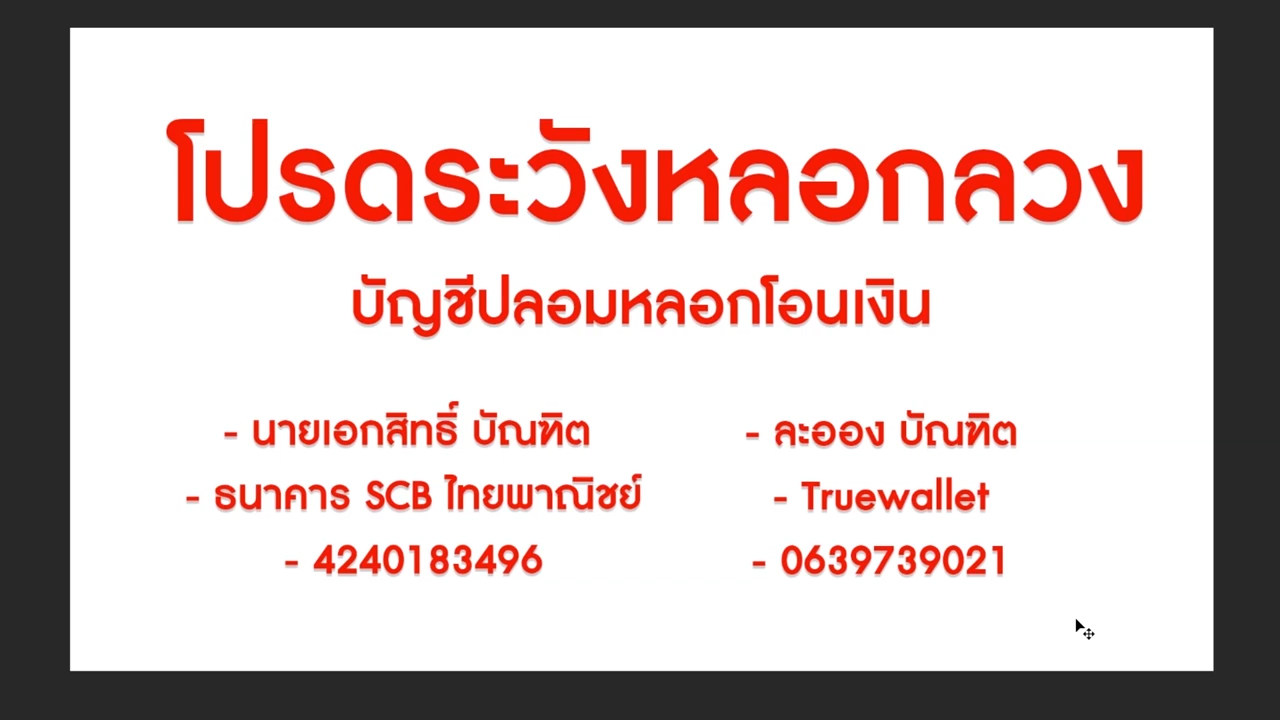 โปรดระวังหลอกลวง
บัญชีปลอมหลอกโอนเงิน
- นายเอกสิทธิ์ บัณฑิต
- ธนาคาร SCB ไทยพาณิชย์
- 4240183496
- ละออง บัณฑิต
- Truewallet
- 0639739021